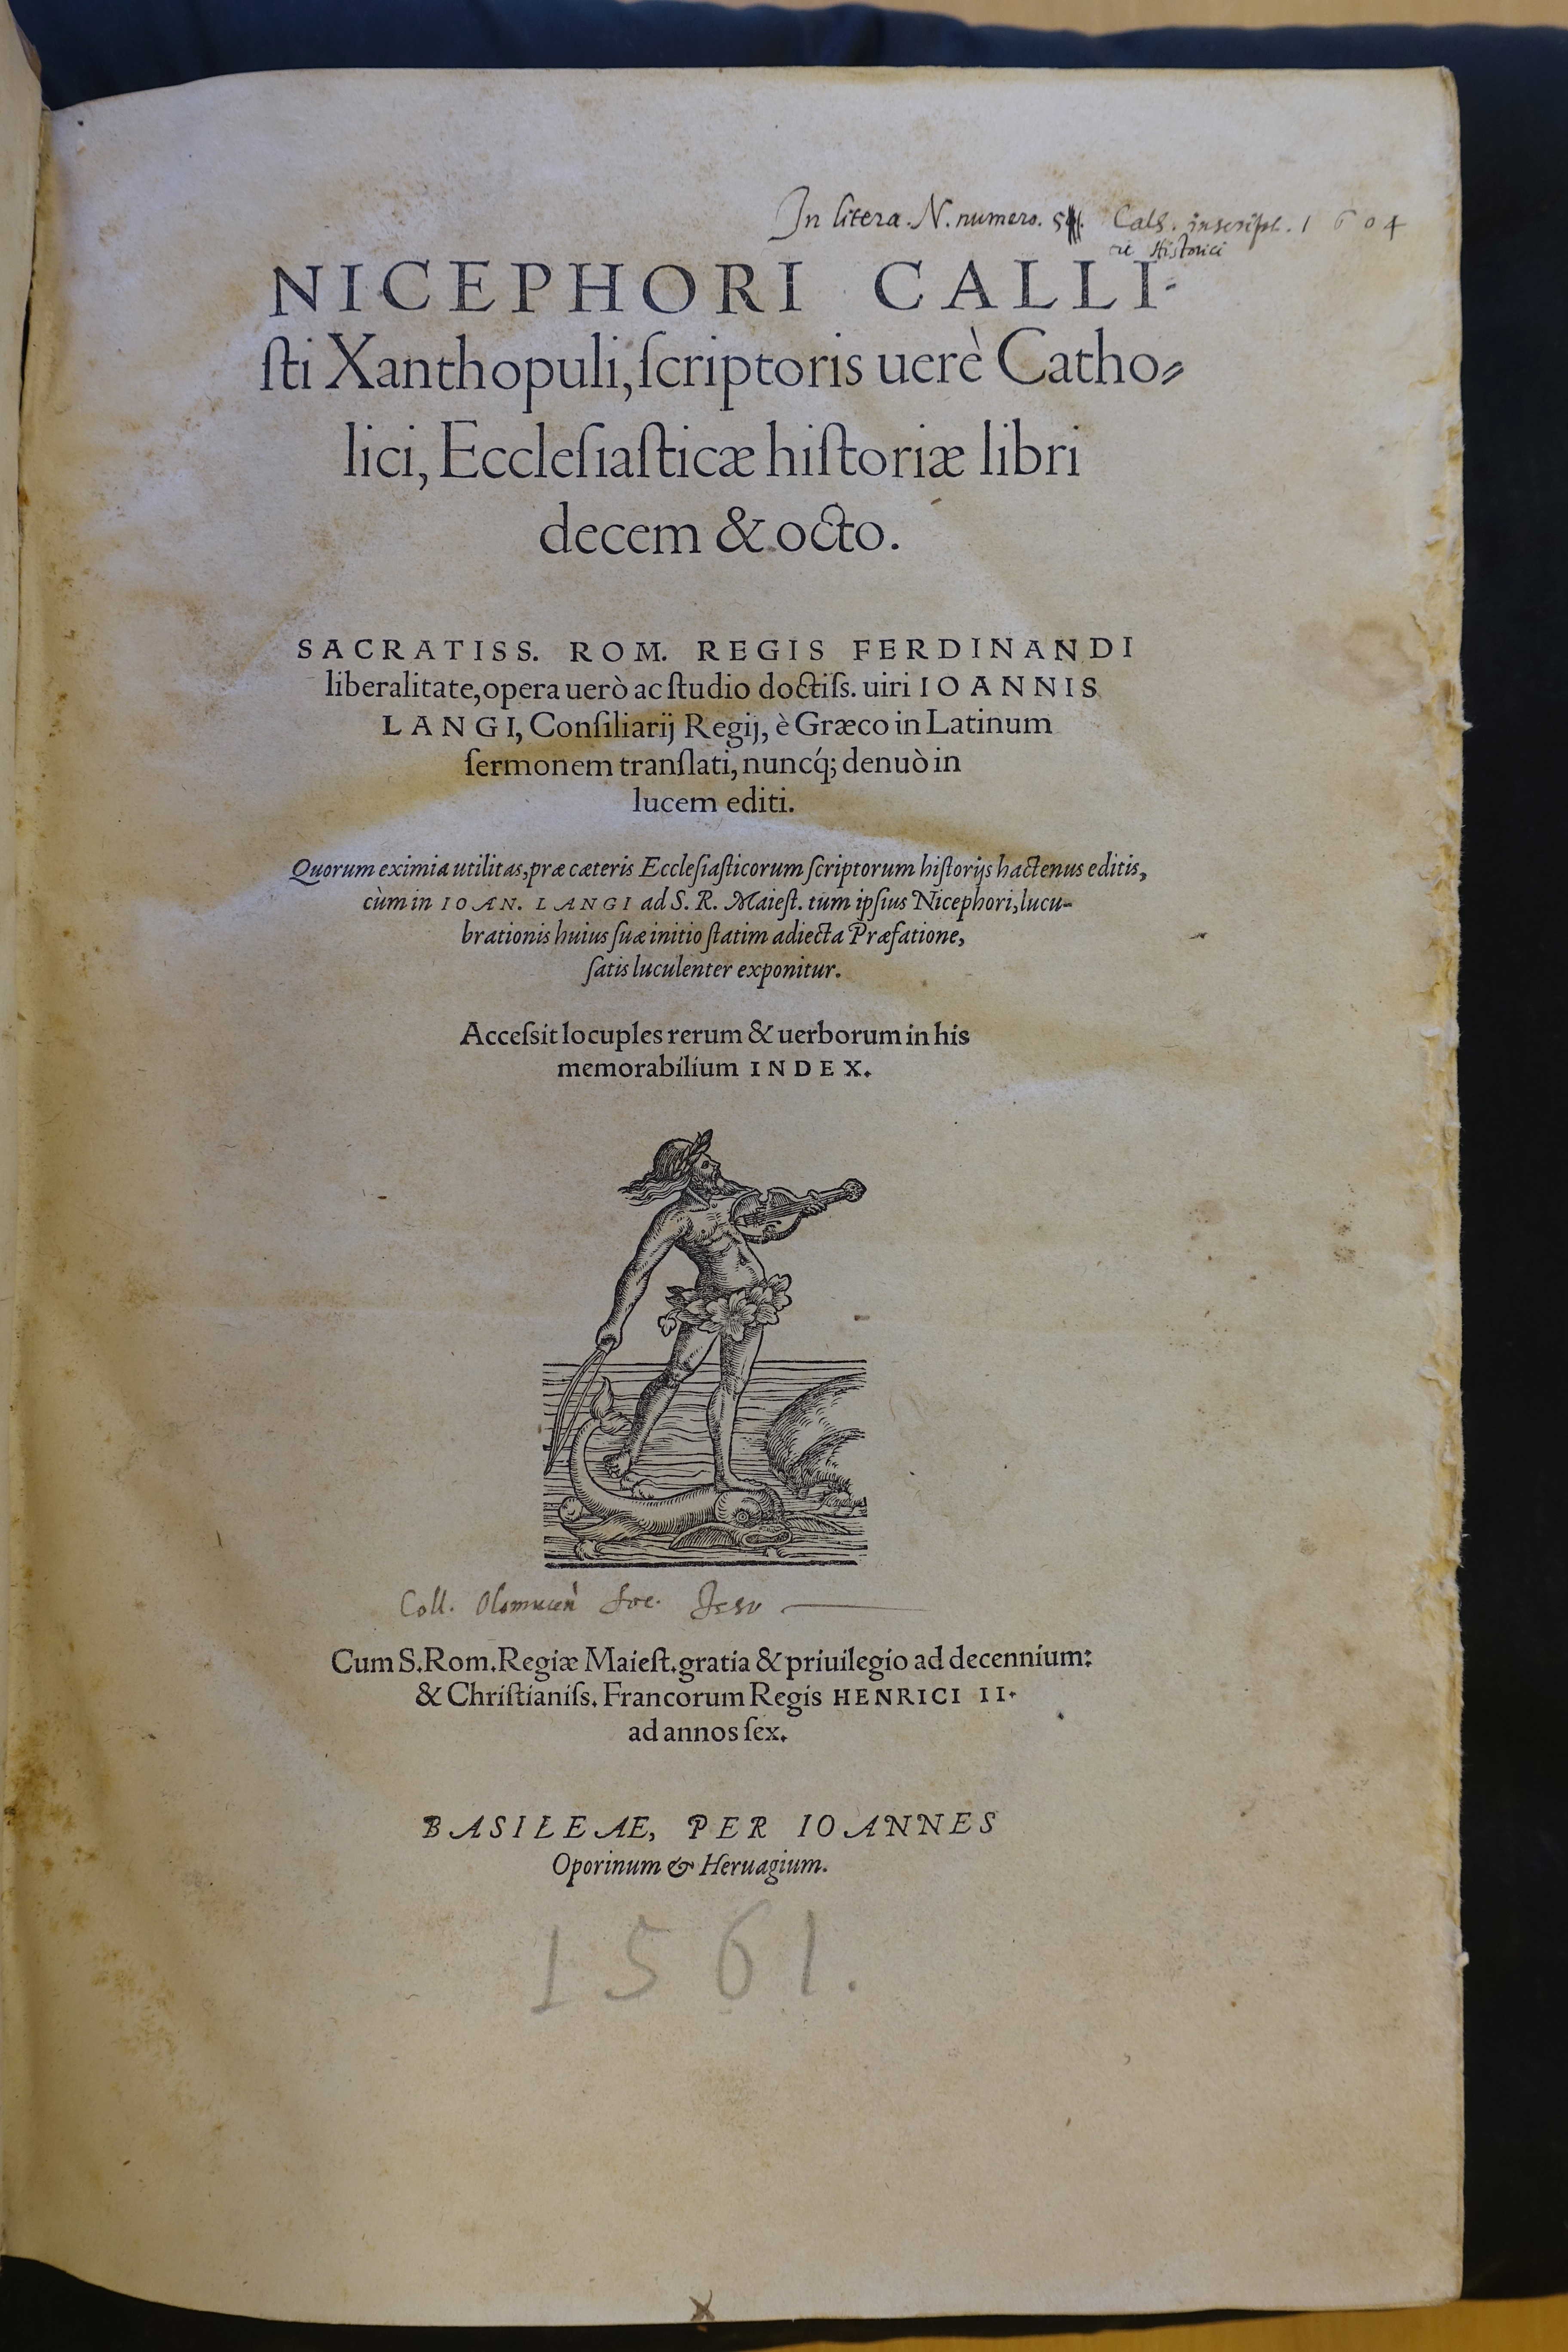 In litera. N. numero. Cats. inscript. 1604
Historici
NICEPHORI CALLI-
ſti Xanthopuli, ſcriptoris uerè Catho⸗
lici, Eccleſiaſticæ hiſtoriæ libri
decem & octo.
SACRATISS. ROM. REGIS FERDINANDI
liberalitate, opera uerò ac ſtudio doctiſs. uiri IOANNIS
LANGI, Conſiliarij Regij, è Græco in Latinum
ſermonem tranſlati, nuncq́; denuò in
lucem editi.
Quorum eximia utilitas, præ cæteris Eccleſiaſticorum ſcriptorum hiſtorijs hactenus editis,
cùm in IOAN. LANGI ad S. R. Maieſt. tum ipſius Nicephori, lucu-
brationis huius ſuæ initio ſtatim adiecta Præfatione,
ſatis luculenter exponitur.
Acceſsit locuples rerum & uerborum in his
memorabilium INDEX.
Coll. Olomucen̄ Soc. Jesu
Cum S. Rom. Regiæ Maieſt. gratia & priuilegio ad decennium:
& Chriſtianiſs. Francorum Regis HENRICI II.
ad annos ſex.
BASILEAE, PER IOANNES
Oporinum & Heruagium.
1561.